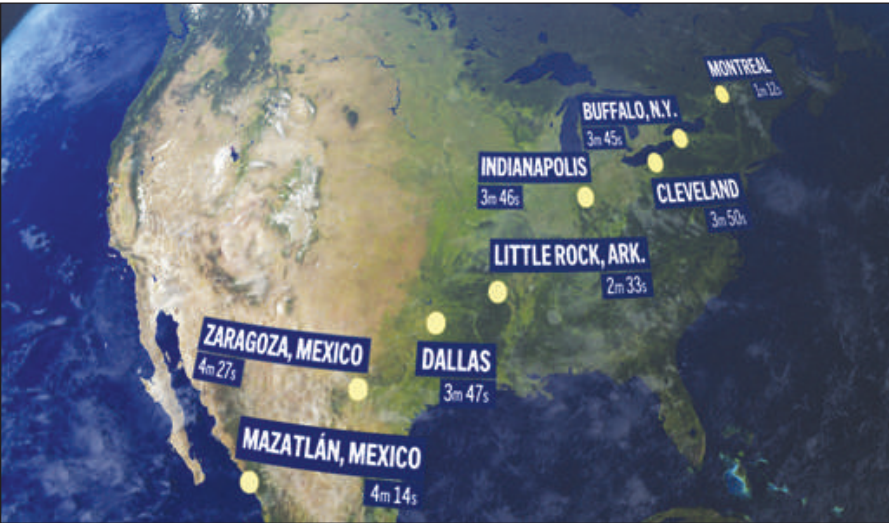 MONTREAL
1m 12s
BUFFALO, N.Y.
3m 45s
INDIANAPOLIS
3m 46s
CLEVELAND
3m 50s
LITTLE ROCK, ARK.
2m 33s
ZARAGOZA, MEXICO
4m 27s
DALLAS
3m 47s
MAZATLÁN, MEXICO
4m 14s